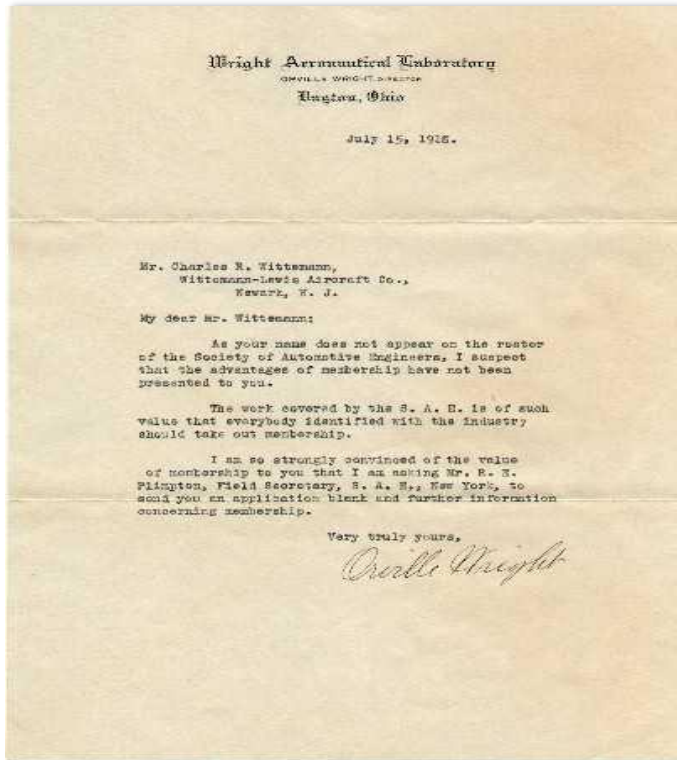 Wright Aeronautical Laboratory
ORVILLE WRIGHT, DIRECTOR
Dayton, Ohio
July 15,
Mr. Charles R. Wittemann,
Wittemann-Lewis Aircraft Co.,
Newark, N. J.
My dear Mr. Wittemann:
As your name does not appear on the roster
of the Society of Automotive Engineers, I suspect
that the advantages of membership have not been
presented to you.
The work covered by the S. A. E. is of such
value that everybody identified with the industry
should take out membership.
I am so strongly convinced of the value
of membership to you that I am asking Mr.
Plimpton, Field Secretary, S. A. E., New York, to
send you an application blank and further information
concerning membership.
Very truly yours,
Orville Wright